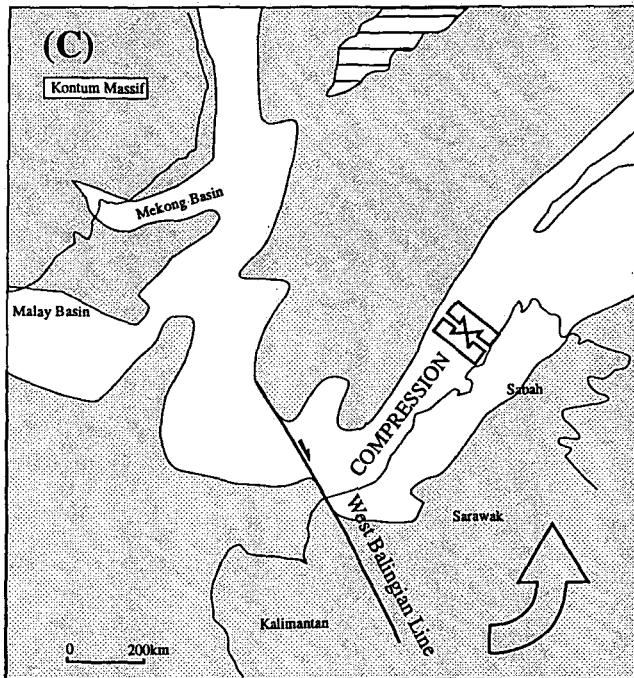 (C)
Kontum Massif
Mekong Basin
Malay Basin
COMPRESSION
Sabah
West Balingian Line
Sarawak
Kalimantan
0 200km